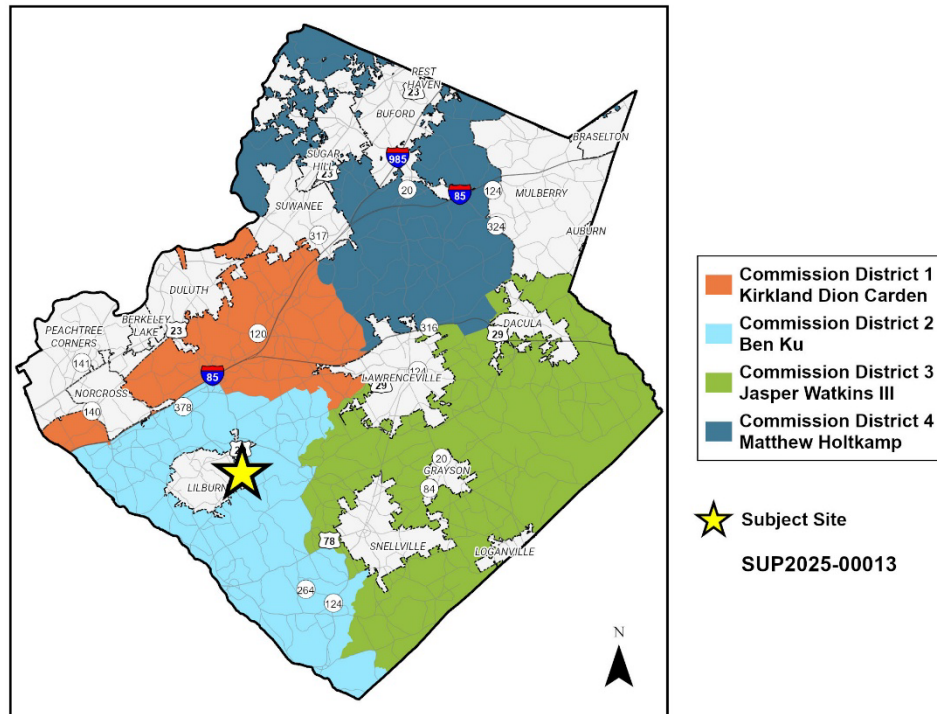 REST
HAVEN
23
BUFORD
BRASELTON
SUGAR
HILL
23
985
20
85
124
MULBERRY
SUWANEE
324
AUBURN
317
DULUTH
BERKELEY
LAKE
23
PEACHTREE
CORNERS
141
120
316
29
DACULA
124
LAWRENCEVILLE
29
85
NORCROSS
140
378
LILBURN
20
GRAYSON
84
78
SNELLVILLE
LOGANVILLE
264
124
N
Commission District 1
Kirkland Dion Carden
Commission District 2
Ben Ku
Commission District 3
Jasper Watkins III
Commission District 4
Matthew Holtkamp
Subject Site
SUP2025-00013